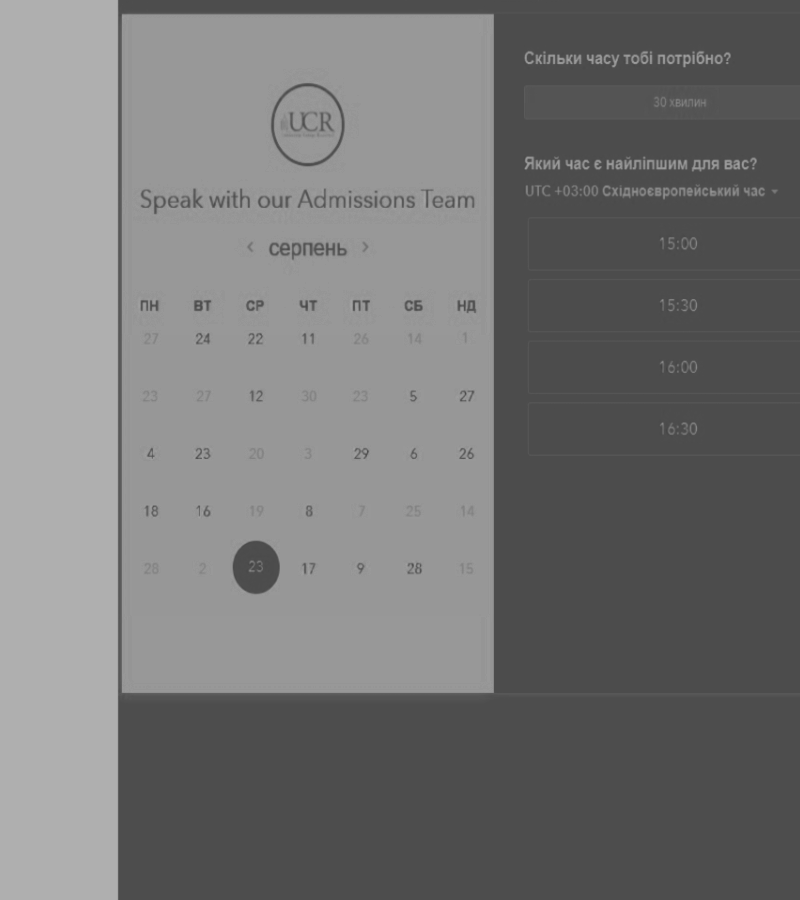 UCR
Speak with our Admissions Team
‹ серпень ›
ПН ВТ СР ЧТ ПТ СБ НД
27 24 22 11 26 14 1
23 27 12 30 23 5 27
4 23 20 3 29 6 26
18 16 19 8 7 25 14
28 2 23 17 9 28 15
Скільки часу тобі потрібно?
30 хвилин
Який час є найліпшим для вас?
UTC +03:00 Східноєвропейський час
15:00
15:30
16:00
16:30